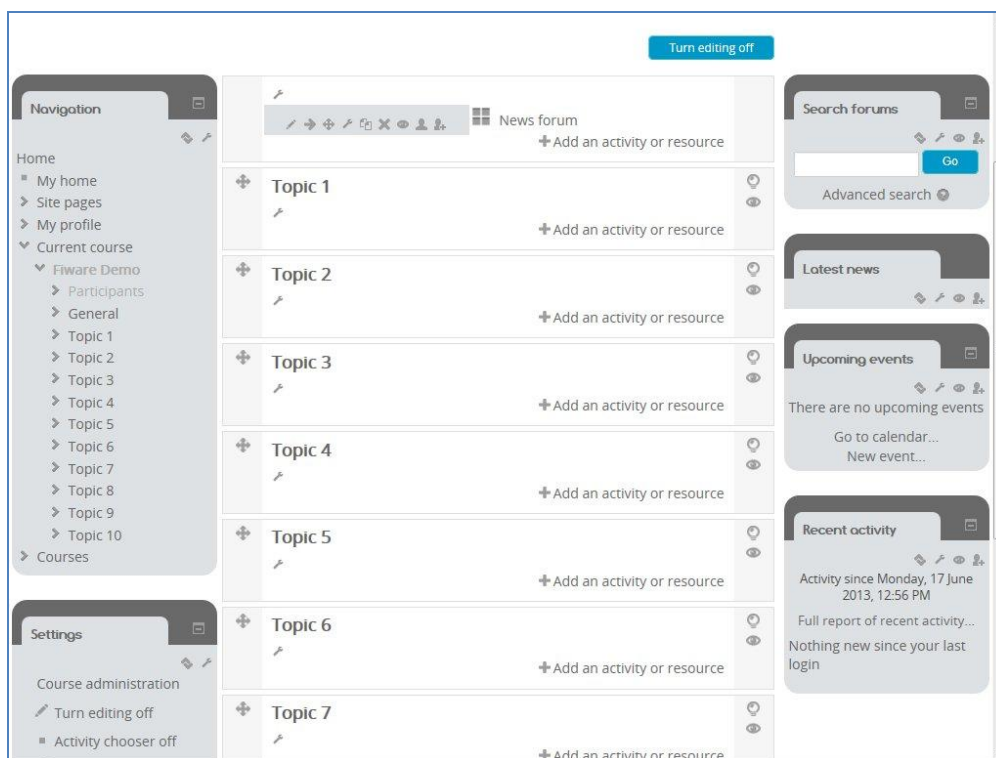 Turn editing off
Navigation
Home
My home
Site pages
My profile
Current course
Fiware Demo
Participants
General
Topic 1
Topic 2
Topic 3
Topic 4
Topic 5
Topic 6
Topic 7
Topic 8
Topic 9
Topic 10
Courses
Settings
Course administration
Turn editing off
Activity chooser off
News forum
Add an activity or resource
Topic 1
Add an activity or resource
Topic 2
Add an activity or resource
Topic 3
Add an activity or resource
Topic 4
Add an activity or resource
Topic 5
Add an activity or resource
Topic 6
Add an activity or resource
Topic 7
Add an activity or resource
Search forums
Go
Advanced search
Latest news
Upcoming events
There are no upcoming events
Go to calendar...
New event...
Recent activity
Activity since Monday, 17 June
2013, 12:56 PM
Full report of recent activity...
Nothing new since your last
login